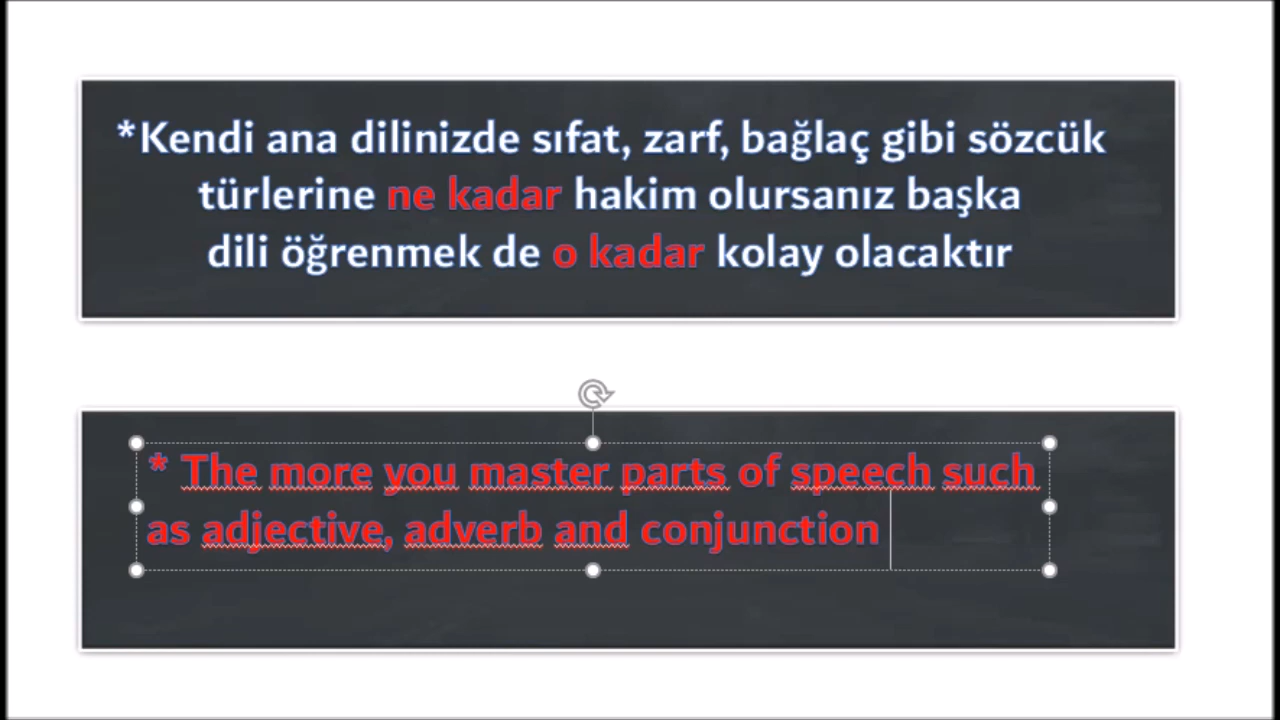 *Kendi ana dilinizde sıfat, zarf, bağlaç gibi sözcük
türlerine ne kadar hakim olursanız başka
dili öğrenmek de o kadar kolay olacaktır
* The more you master parts of speech such
as adjective, adverb and conjunction